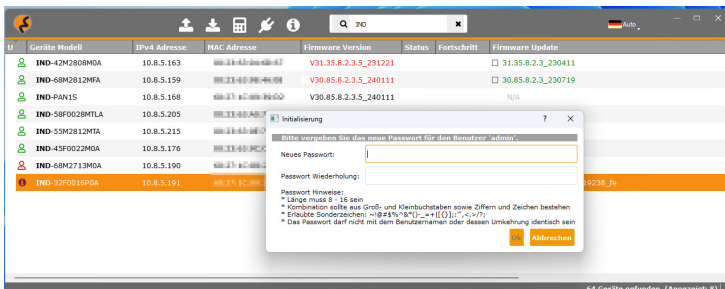 IND
Auto
U Geräte Modell IPv4 Adresse MAC Adresse Firmware Version Status Fortschritt Firmware Update
IND-42M2808M0A 10.8.5.163 V31.35.8.2.3.5_231221 31.35.8.2.3_230411
IND-68M2812MFA 10.8.5.159 V30.85.8.2.3.5_240111 30.85.8.2.3_230719
IND-PAN1S 10.8.5.168 V30.85.8.2.3.5_240111 N/A
IND-58F0028MTLA 10.8.5.205
IND-55M2812MTA 10.8.5.215
IND-45F0022M0A 10.8.5.176
IND-68M2713M0A 10.8.5.190
IND-32F0016P0A 10.8.5.191 19238_fe
Initialisierung
Bitte vergeben Sie das neue Passwort für den Benutzer 'admin'.
Neues Passwort:
Passwort Wiederholung:
Passwort Hinweise:
* Länge muss 8 - 16 sein
* Kombination sollte aus Groß- und Kleinbuchstaben sowie Ziffern und Zeichen bestehen
* Erlaubte Sonderzeichen: ~!@#$%^&*()-_=+|[{}];:'",<.>/?;
* Das Passwort darf nicht mit dem Benutzernamen oder dessen Umkehrung identisch sein
Ok Abbrechen
64 Geräte gefunden (Angezeigt: 8)